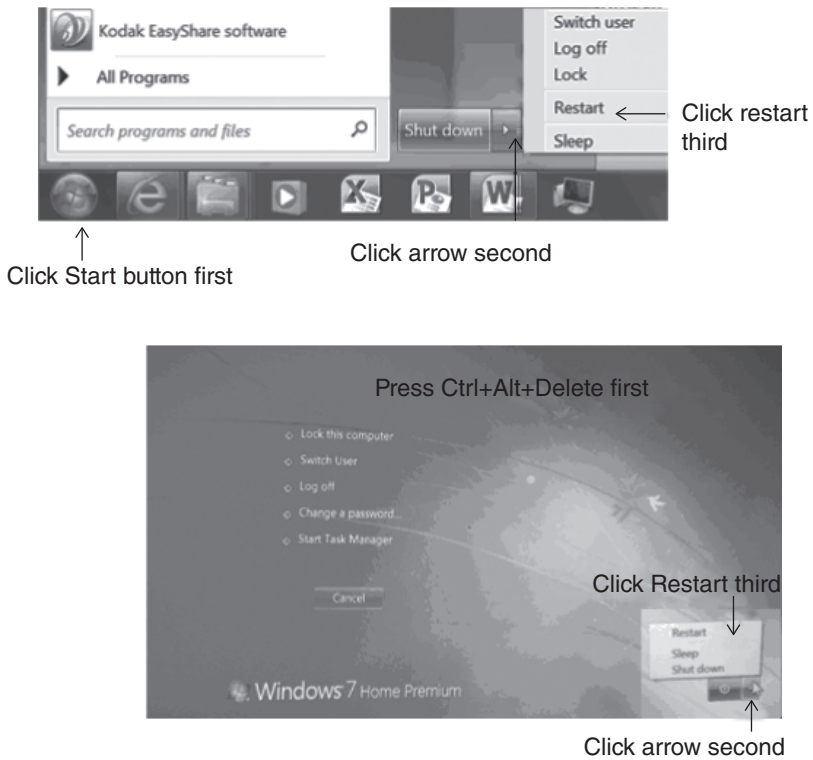 Kodak EasyShare software
All Programs
Search programs and files
Shut down
Switch user
Log off
Lock
Restart
Sleep
Click restart
third
Click arrow second
Click Start button first
Press Ctrl+Alt+Delete first
Lock this computer
Switch User
Log off
Change a password...
Start Task Manager
Cancel
Click Restart third
Restart
Sleep
Shut down
Windows 7 Home Premium
Click arrow second